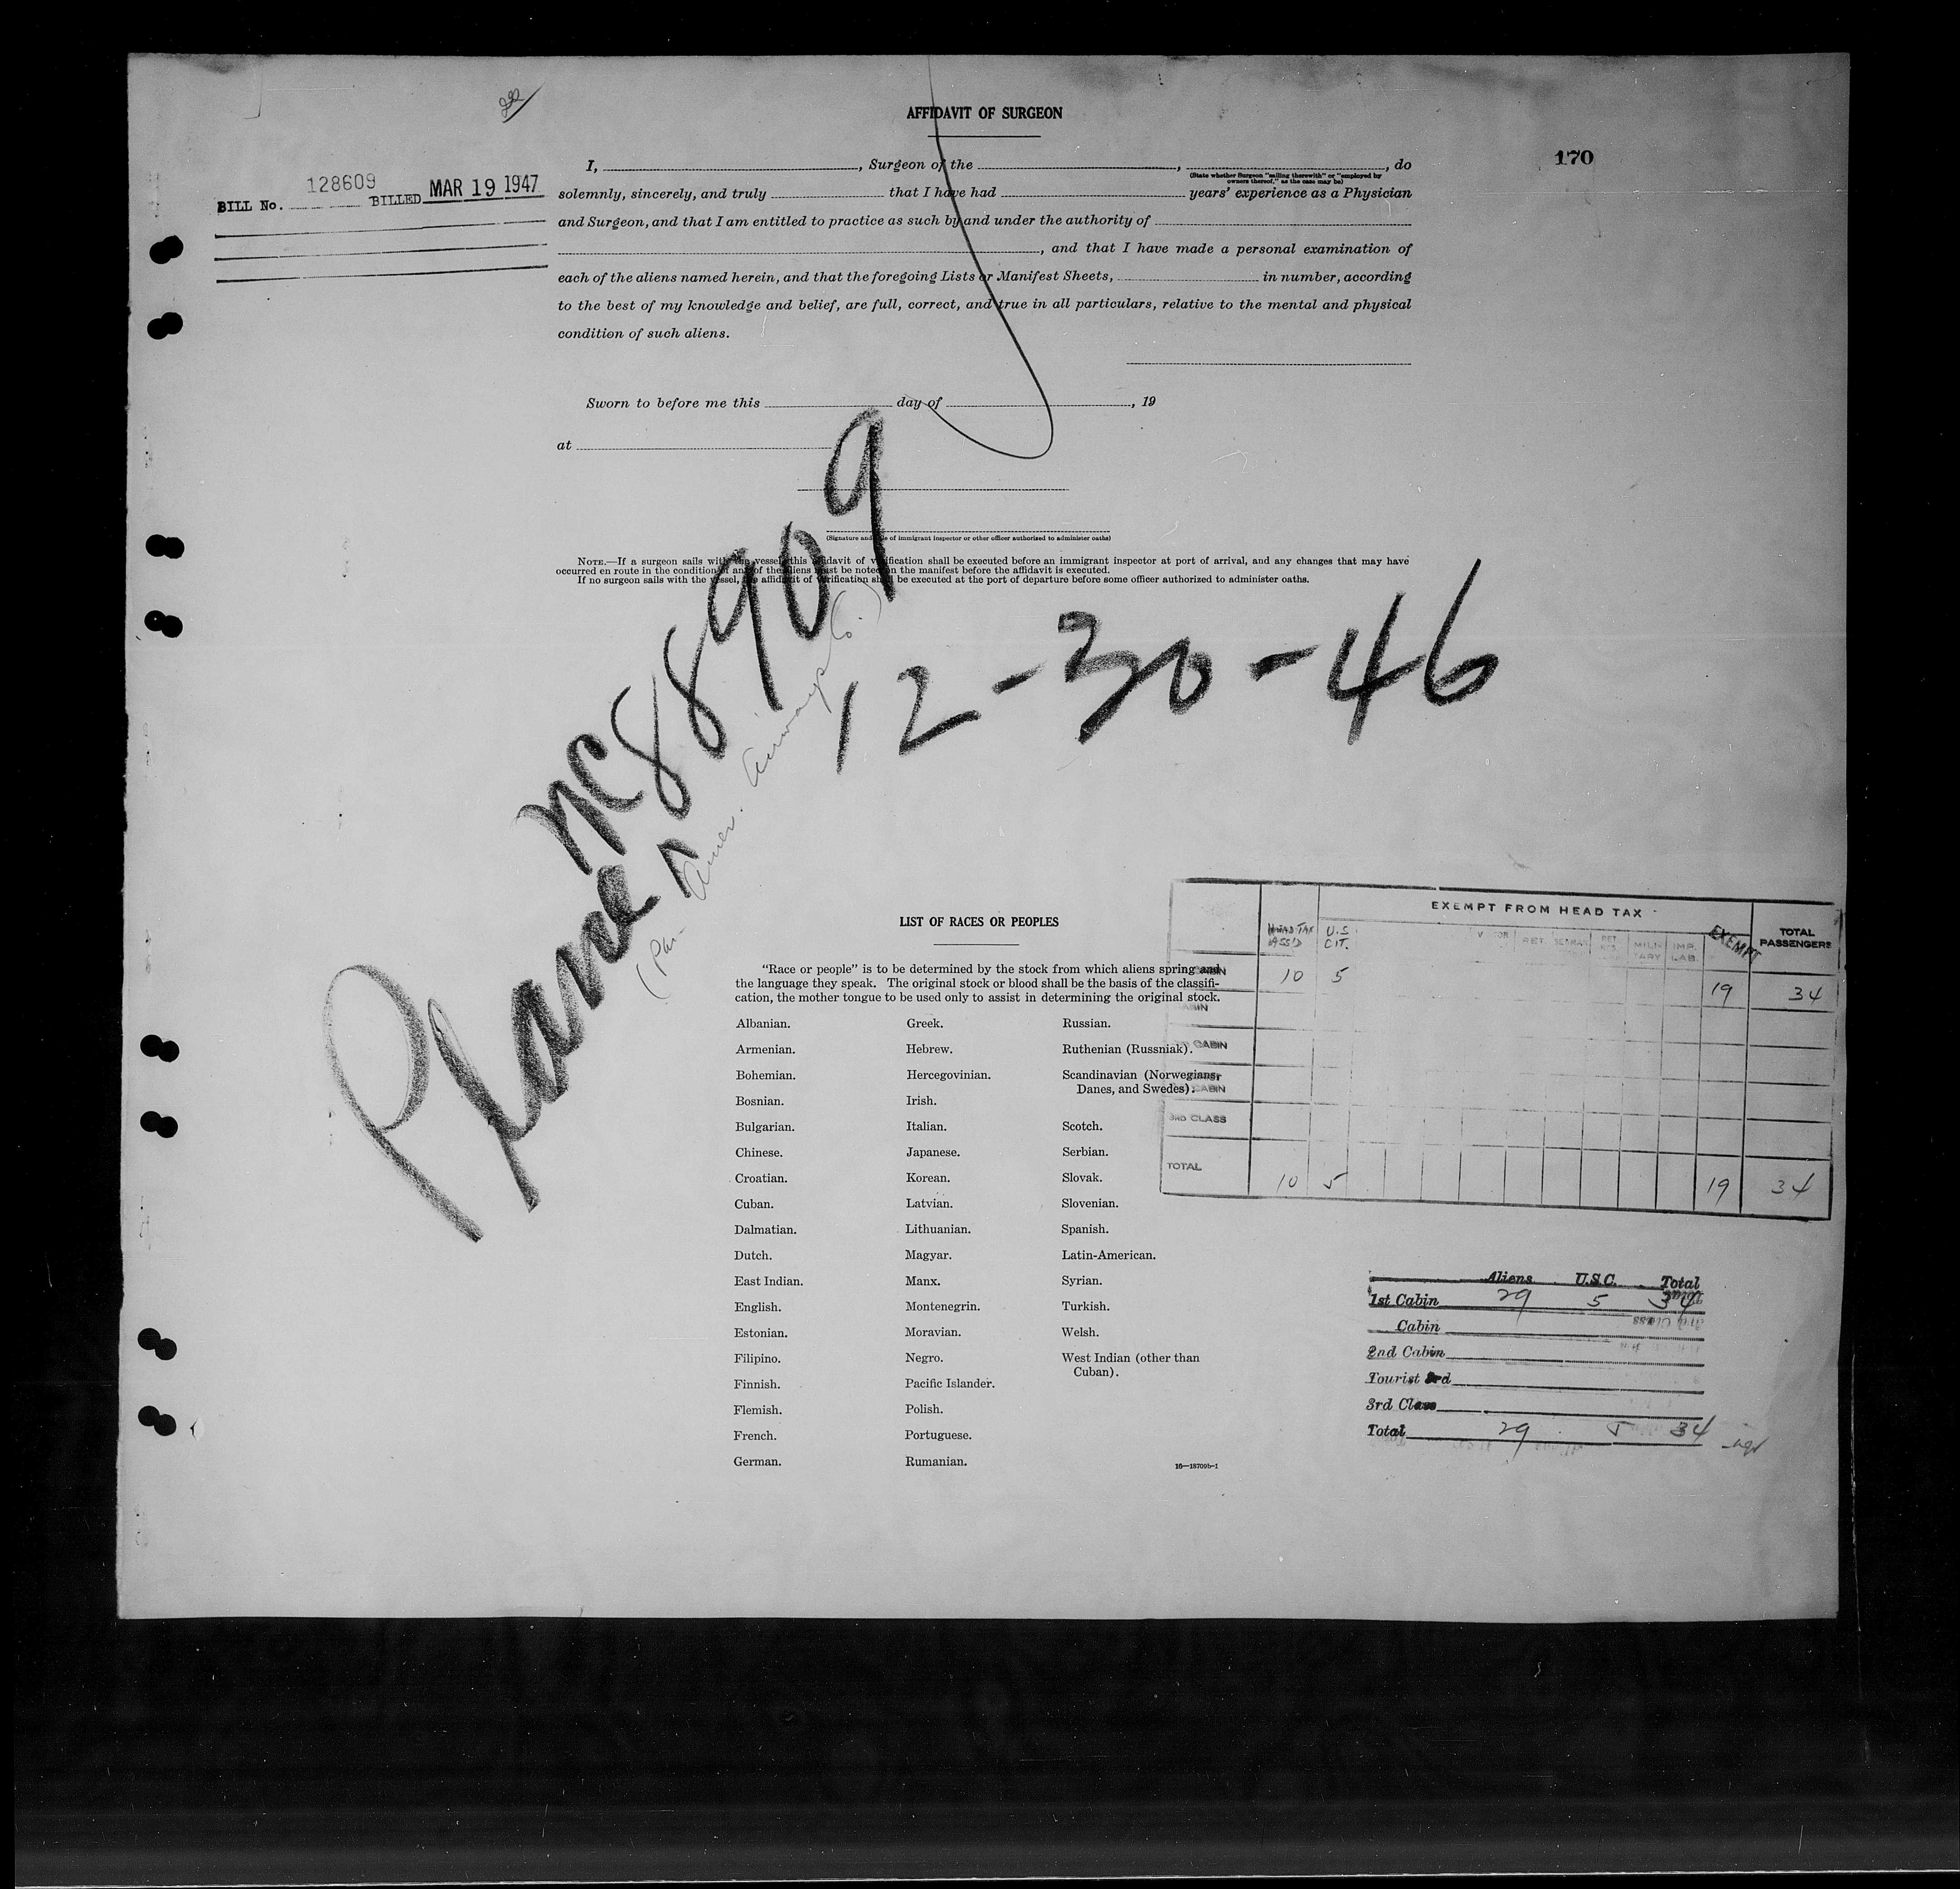 AFFIDAVIT OF SURGEON
170
BILL No. 128609 BILLED MAR 19 1947
I, , Surgeon of the , , do
(State whether Surgeon "sailing therewith" or "employed by
owners thereof," as the case may be)
solemnly, sincerely, and truly that I have had years' experience as a Physician
and Surgeon, and that I am entitled to practice as such by and under the authority of
, and that I have made a personal examination of
each of the aliens named herein, and that the foregoing Lists or Manifest Sheets, in number, according
to the best of my knowledge and belief, are full, correct, and true in all particulars, relative to the mental and physical
condition of such aliens.
Sworn to before me this day of , 19
at
(Signature and title of immigrant inspector or other officer authorized to administer oaths)
NOTE.—If a surgeon sails with the vessel, this affidavit of verification shall be executed before an immigrant inspector at port of arrival, and any changes that may have
occurred en route in the condition of any of the aliens must be noted on the manifest before the affidavit is executed.
If no surgeon sails with the vessel, the affidavit of verification shall be executed at the port of departure before some officer authorized to administer oaths.
Plane NC88909
(Pan- Amer. Airways Co.)
12-30-46
LIST OF RACES OR PEOPLES
"Race or people" is to be determined by the stock from which aliens spring and
the language they speak. The original stock or blood shall be the basis of the classifi-
cation, the mother tongue to be used only to assist in determining the original stock.
Albanian.
Armenian.
Bohemian.
Bosnian.
Bulgarian.
Chinese.
Croatian.
Cuban.
Dalmatian.
Dutch.
East Indian.
English.
Estonian.
Filipino.
Finnish.
Flemish.
French.
German.
Greek.
Hebrew.
Hercegovinian.
Irish.
Italian.
Japanese.
Korean.
Latvian.
Lithuanian.
Magyar.
Manx.
Montenegrin.
Moravian.
Negro.
Pacific Islander.
Polish.
Portuguese.
Rumanian.
Russian.
Ruthenian (Russniak).
Scandinavian (Norwegians,
Danes, and Swedes).
Scotch.
Serbian.
Slovak.
Slovenian.
Spanish.
Latin-American.
Syrian.
Turkish.
Welsh.
West Indian (other than
Cuban).
16—18709b-1
EXEMPT FROM HEAD TAX
HEAD TAX ASS'D U.S. CIT. RET. SEAMAN MILI-TARY IMP. LAB. EXEMPT TOTAL PASSENGERS
CABIN 10 5 19 34
CABIN
CABIN
CABIN
3RD CLASS
TOTAL 10 5 19 34
Aliens U.S.C. Total
1st Cabin 29 5 34
Cabin
2nd Cabin
Tourist 3rd
3rd Class
Total 29 5 34